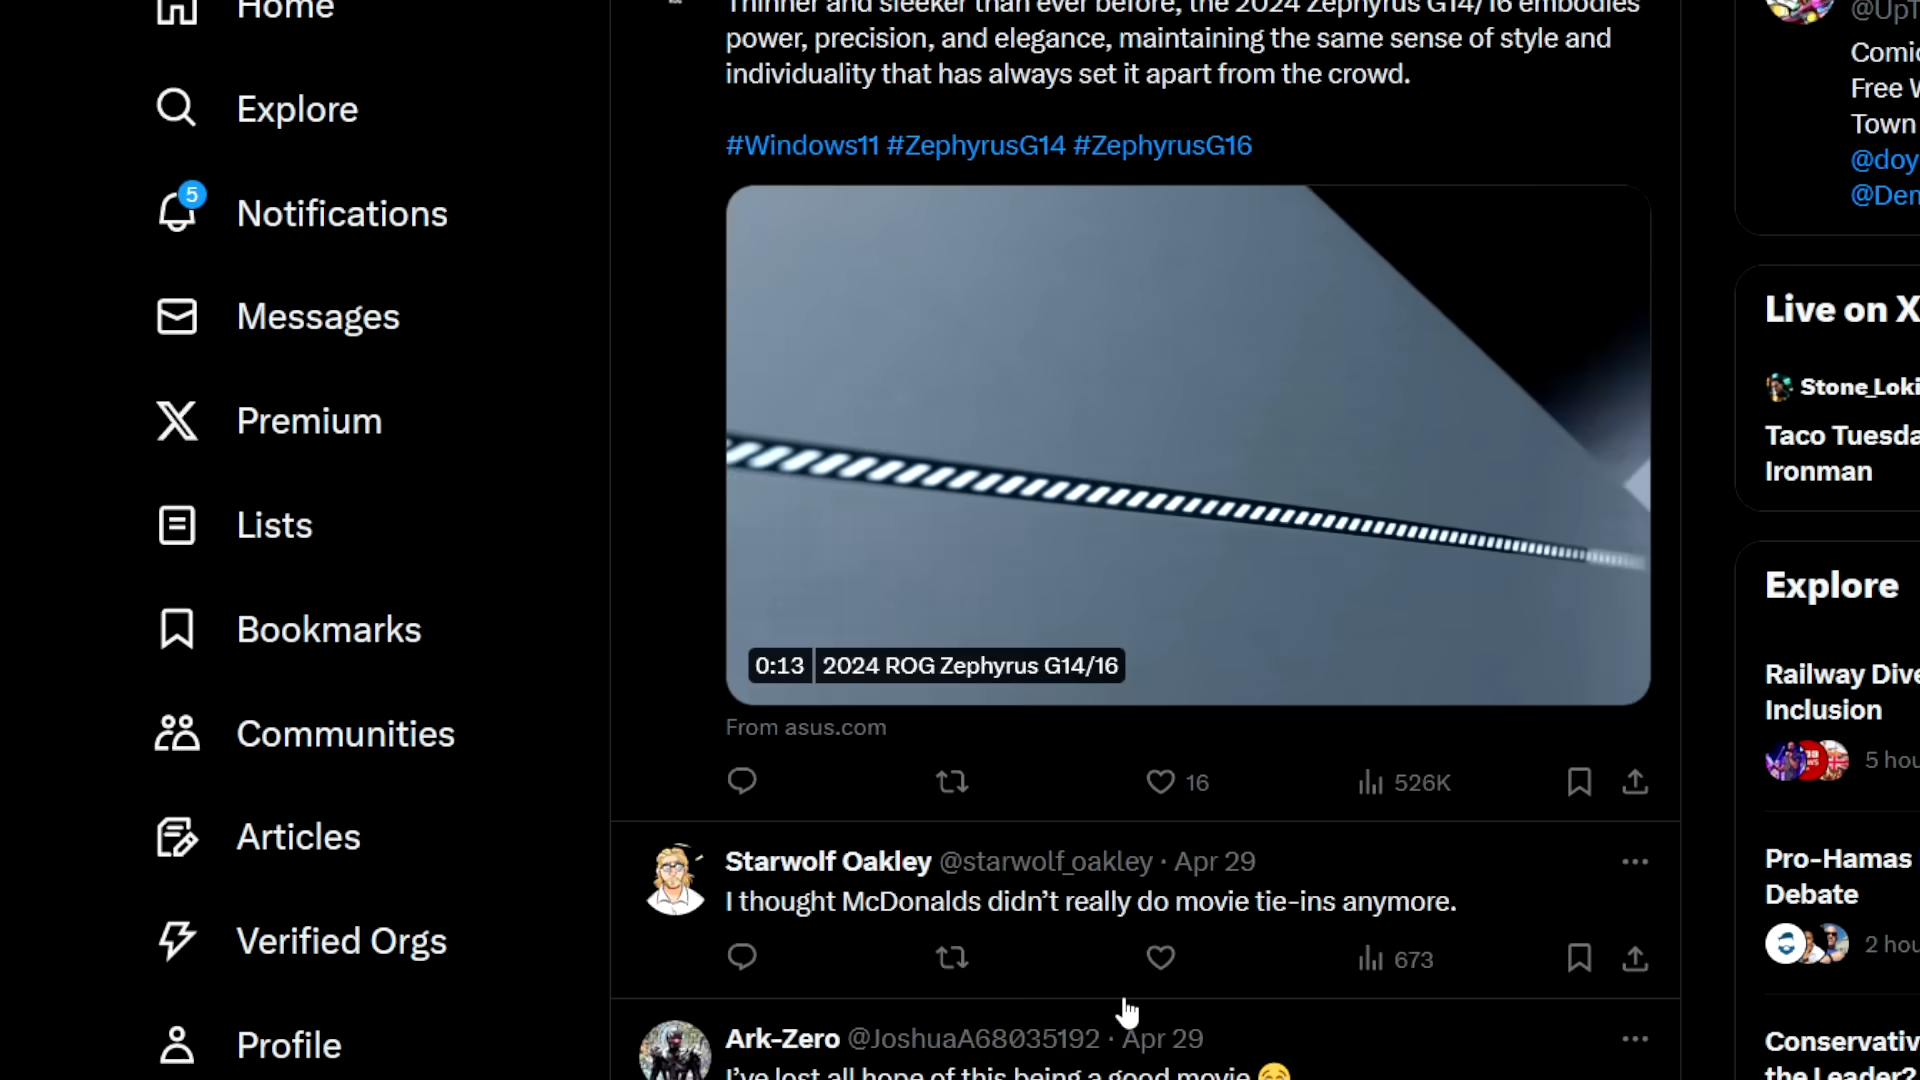 Home
Explore
5
Notifications
Messages
Premium
Lists
Bookmarks
Communities
Articles
Verified Orgs
Profile
Thinner and sleeker than ever before, the 2024 Zephyrus G14/16 embodies
power, precision, and elegance, maintaining the same sense of style and
individuality that has always set it apart from the crowd.
#Windows11 #ZephyrusG14 #ZephyrusG16
0:13 2024 ROG Zephyrus G14/16
From asus.com
16 526K
Starwolf Oakley @starwolf_oakley · Apr 29
I thought McDonalds didn't really do movie tie-ins anymore.
673
Ark-Zero @JoshuaA68035192 · Apr 29
I've lost all hope of this being a good movie
@UpT
Comic
Free W
Town
@doy
@Den
Live on X
Stone_Loki
Taco Tuesda
Ironman
Explore
Railway Dive
Inclusion
5 hou
Pro-Hamas
Debate
2 hou
Conservativ
the Leader?